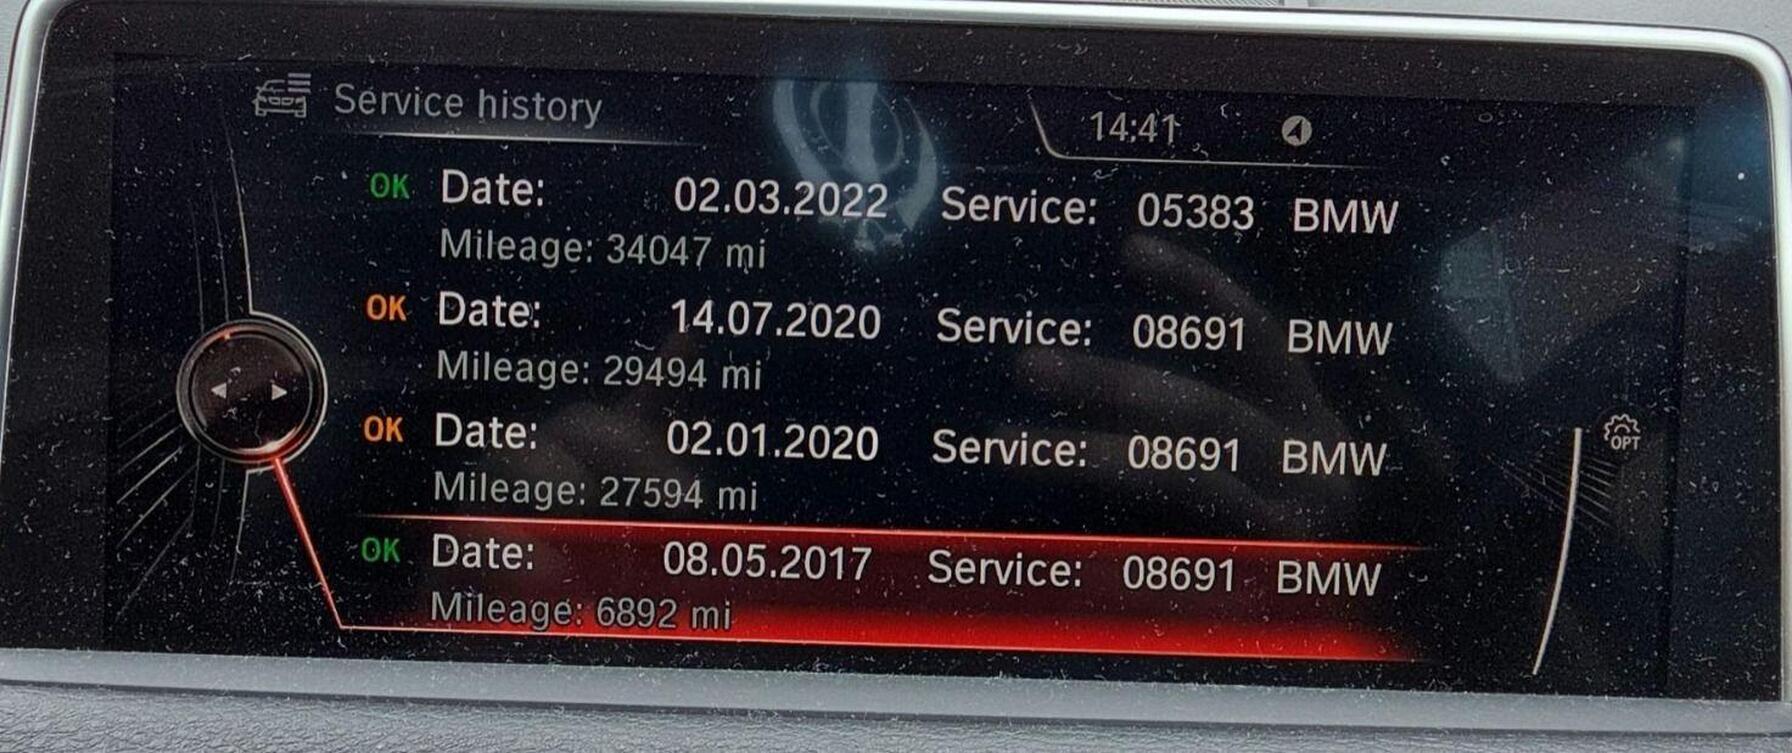 Service history
14:41
OK Date: 02.03.2022 Service: 05383 BMW
Mileage: 34047 mi
OK Date: 14.07.2020 Service: 08691 BMW
Mileage: 29494 mi
OK Date: 02.01.2020 Service: 08691 BMW
Mileage: 27594 mi
OPT
OK Date: 08.05.2017 Service: 08691 BMW
Mileage: 6892 mi